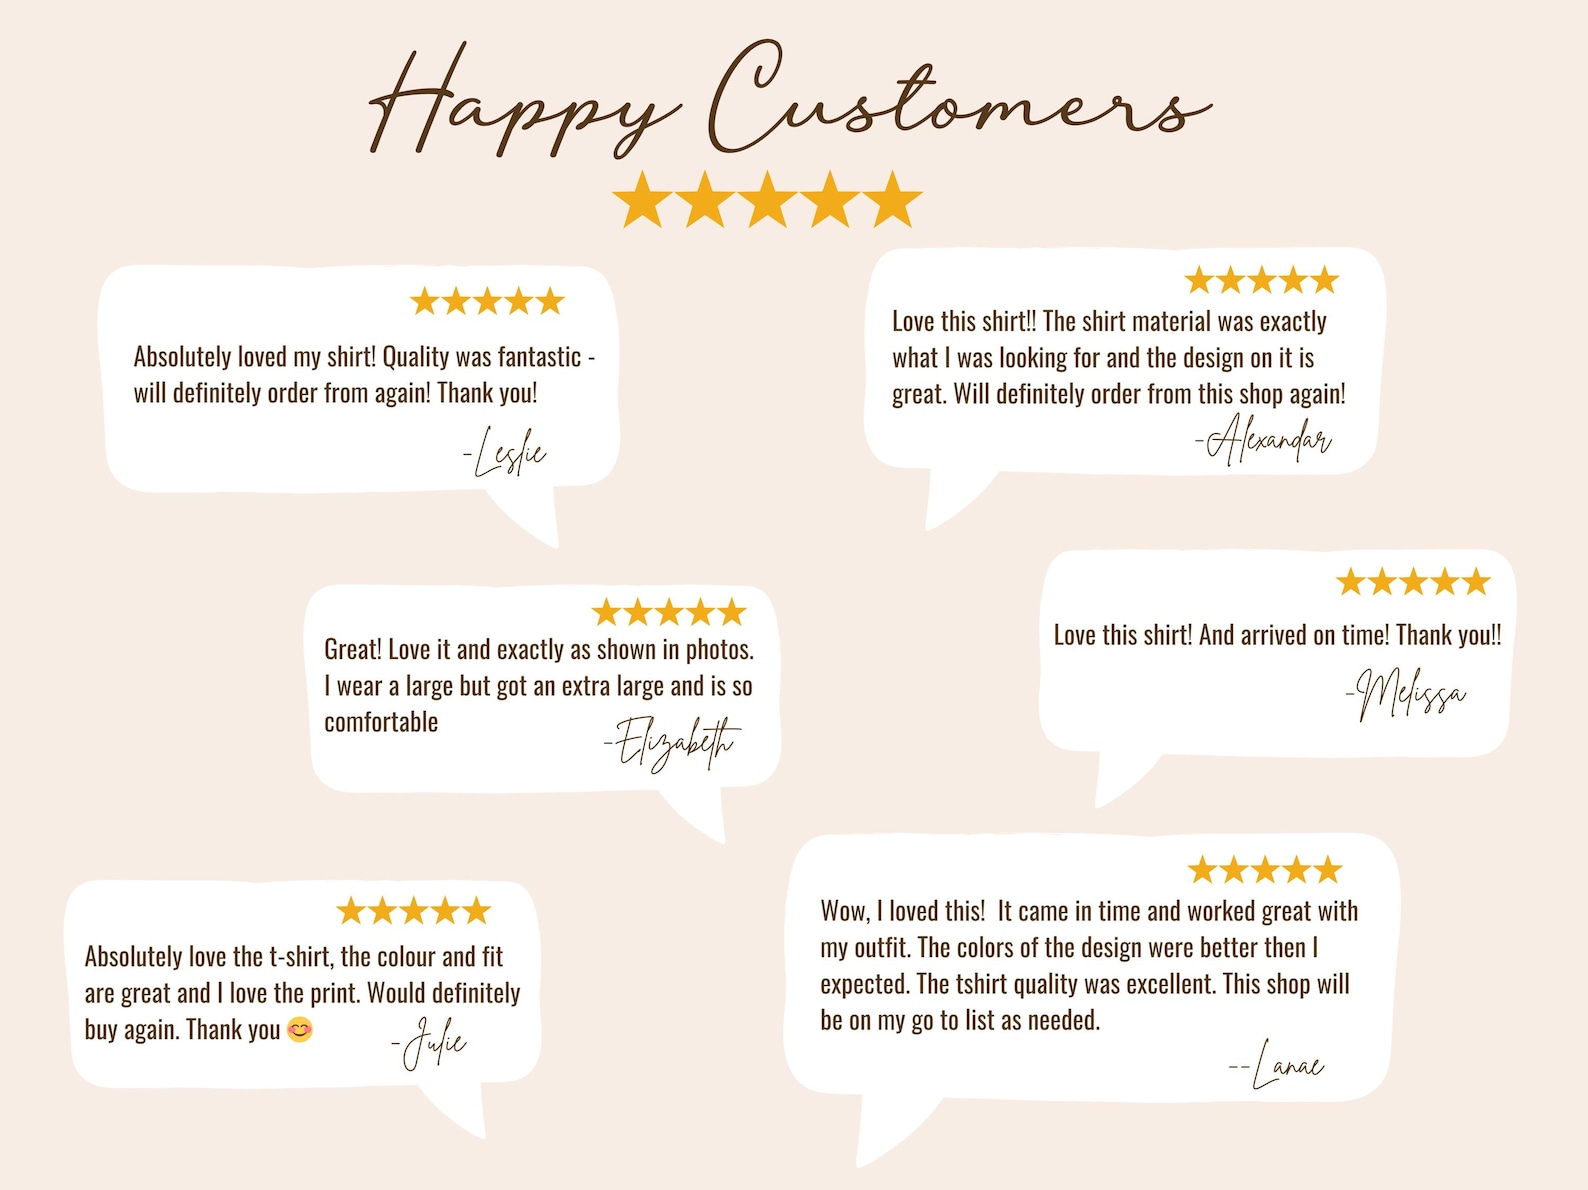 Happy Customers
Absolutely loved my shirt! Quality was fantastic -
will definitely order from again! Thank you!
-Leslie
Love this shirt!! The shirt material was exactly
what I was looking for and the design on it is
great. Will definitely order from this shop again!
-Alexandar
Great! Love it and exactly as shown in photos.
I wear a large but got an extra large and is so
comfortable
-Elizabeth
Love this shirt! And arrived on time! Thank you!!
-Melissa
Absolutely love the t-shirt, the colour and fit
are great and I love the print. Would definitely
buy again. Thank you 😊
-Julie
Wow, I loved this!  It came in time and worked great with
my outfit. The colors of the design were better then I
expected. The tshirt quality was excellent. This shop will
be on my go to list as needed.
--Lanae